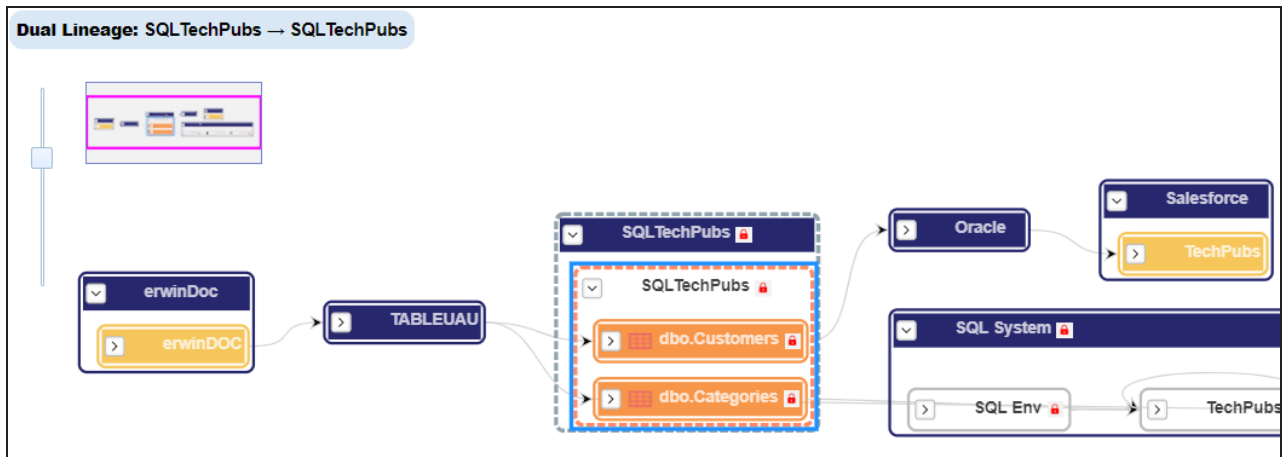 Dual Lineage: SQLTechPubs → SQLTechPubs
erwinDoc
erwinDOC
TABLEUAU
SQLTechPubs
SQLTechPubs
dbo.Customers
dbo.Categories
Oracle
Salesforce
TechPubs
SQL System
SQL Env
TechPubs